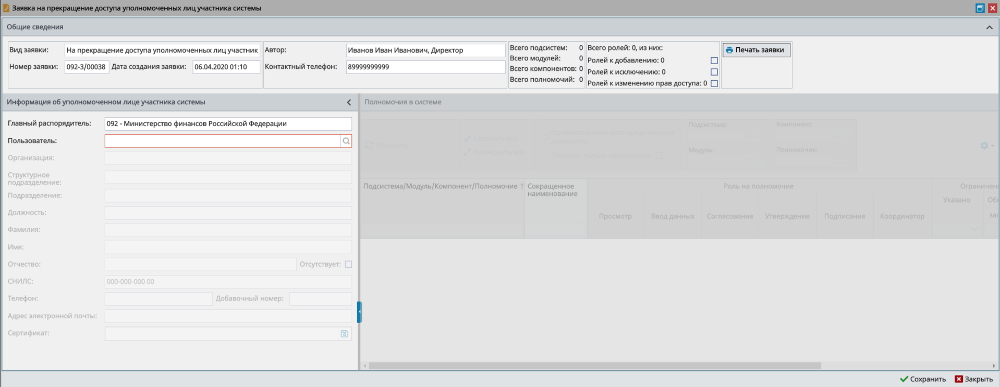 Заявка на прекращение доступа уполномоченных лиц участника системы
Общие сведения
Вид заявки: На прекращение доступа уполномоченных лиц участник
Номер заявки: 092-3/00038 Дата создания заявки: 06.04.2020 01:10
Автор: Иванов Иван Иванович, Директор
Контактный телефон: 89999999999
Всего подсистем: 0
Всего модулей: 0
Всего компонентов: 0
Всего полномочий: 0
Всего ролей: 0, из них:
Ролей к добавлению: 0
Ролей к исключению: 0
Ролей к изменению прав доступа: 0
Печать заявки
Информация об уполномоченном лице участника системы
Главный распорядитель: 092 - Министерство финансов Российской Федерации
Пользователь:
Организация:
Структурное
подразделение:
Подразделение:
Должность:
Фамилия:
Имя:
Отчество: Отсутствует:
СНИЛС: 000-000-000 00
Телефон: Добавочный номер:
Адрес электронной почты:
Сертификат:
Полномочия в системе
Обновить
Свернуть все
Развернуть все
Организационно-распорядительные
документы
Показать только полномочия:
Подсистема:
Модуль:
Компонент:
Полномочие:
Подсистема/Модуль/Компонент/Полномочие
Сокращенное
наименование
Роль на полномочие
Просмотр Ввод данных Согласование Утверждение Подписание Координатор
Ограничен
Указано
Обя
зап
Сохранить Закрыть